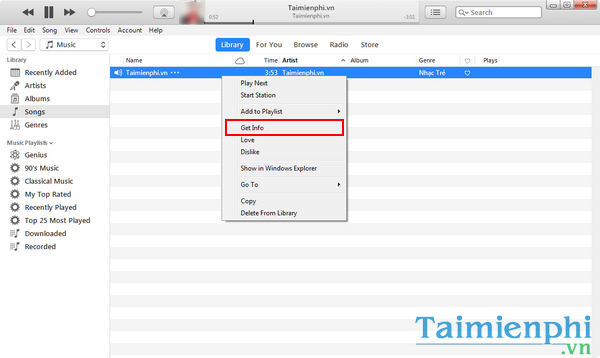 Taimienphi.vn
Taimienphi.vn
0:52
-3:01
Search
File Edit Song View Controls Account Help
Music
Library For You Browse Radio Store
Library
Recently Added
Artists
Albums
Songs
Genres
Music Playlists
Genius
90's Music
Classical Music
My Top Rated
Recently Played
Top 25 Most Played
Downloaded
Recorded
Name Time Artist Album Genre Plays
Taimienphi.vn ••• 3:53 Taimienphi.vn Nhạc Trẻ
Play Next
Start Station
Add to Playlist
Get Info
Love
Dislike
Show in Windows Explorer
Go To
Copy
Delete From Library
Taimienphi
.vn